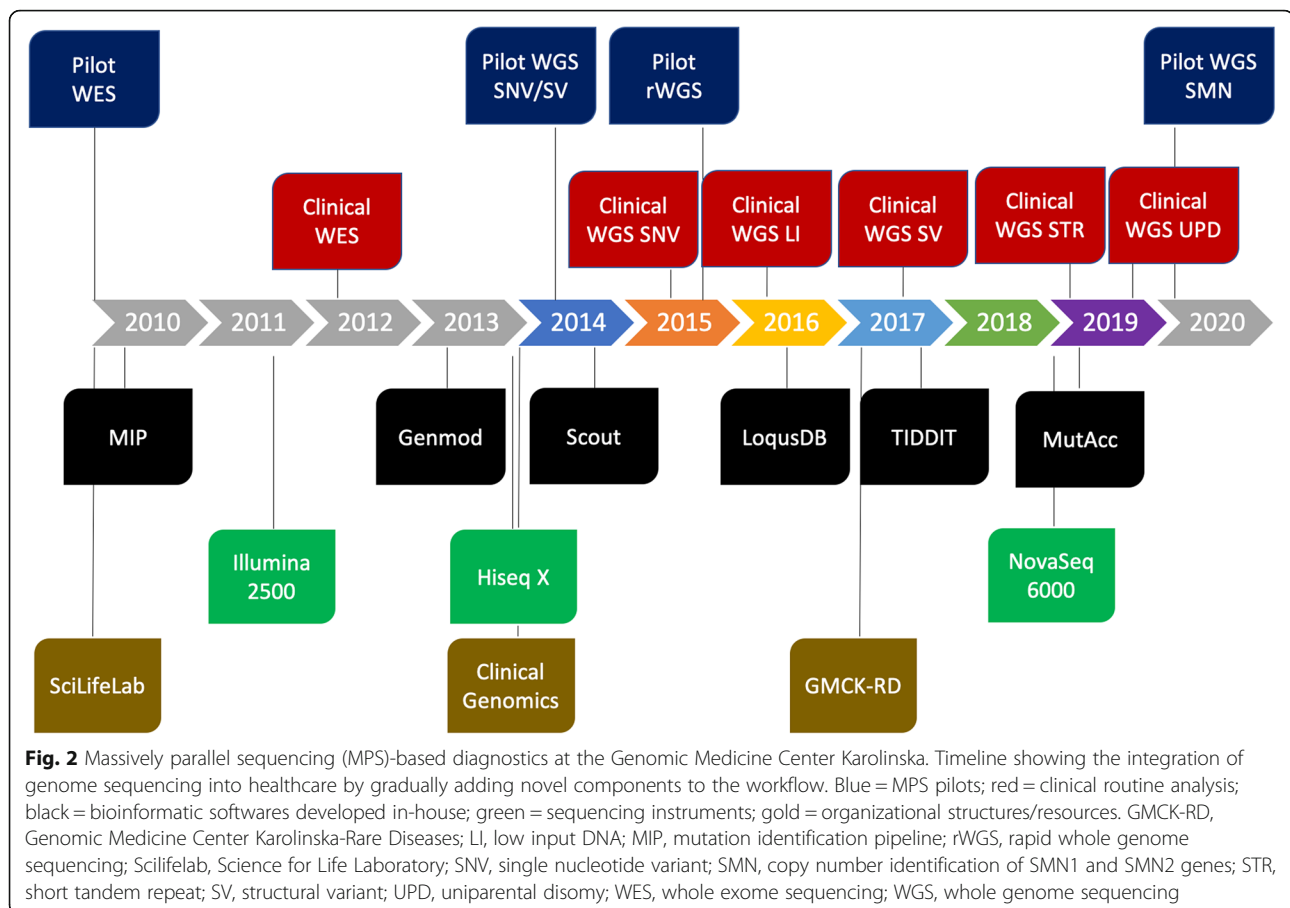 Pilot
WES
Pilot WGS
SNV/SV
Pilot
rWGS
Pilot WGS
SMN
Clinical
WES
Clinical
WGS SNV
Clinical
WGS LI
Clinical
WGS SV
Clinical
WGS STR
Clinical
WGS UPD
2010
2011
2012
2013
2014
2015
2016
2017
2018
2019
2020
MIP
Genmod
Scout
LoqusDB
TIDDIT
MutAcc
Illumina
2500
Hiseq X
NovaSeq
6000
SciLifeLab
Clinical
Genomics
GMCK-RD
Fig. 2 Massively parallel sequencing (MPS)-based diagnostics at the Genomic Medicine Center Karolinska. Timeline showing the integration of
genome sequencing into healthcare by gradually adding novel components to the workflow. Blue = MPS pilots; red = clinical routine analysis;
black = bioinformatic softwares developed in-house; green = sequencing instruments; gold = organizational structures/resources. GMCK-RD,
Genomic Medicine Center Karolinska-Rare Diseases; LI, low input DNA; MIP, mutation identification pipeline; rWGS, rapid whole genome
sequencing; Scilifelab, Science for Life Laboratory; SNV, single nucleotide variant; SMN, copy number identification of SMN1 and SMN2 genes; STR,
short tandem repeat; SV, structural variant; UPD, uniparental disomy; WES, whole exome sequencing; WGS, whole genome sequencing